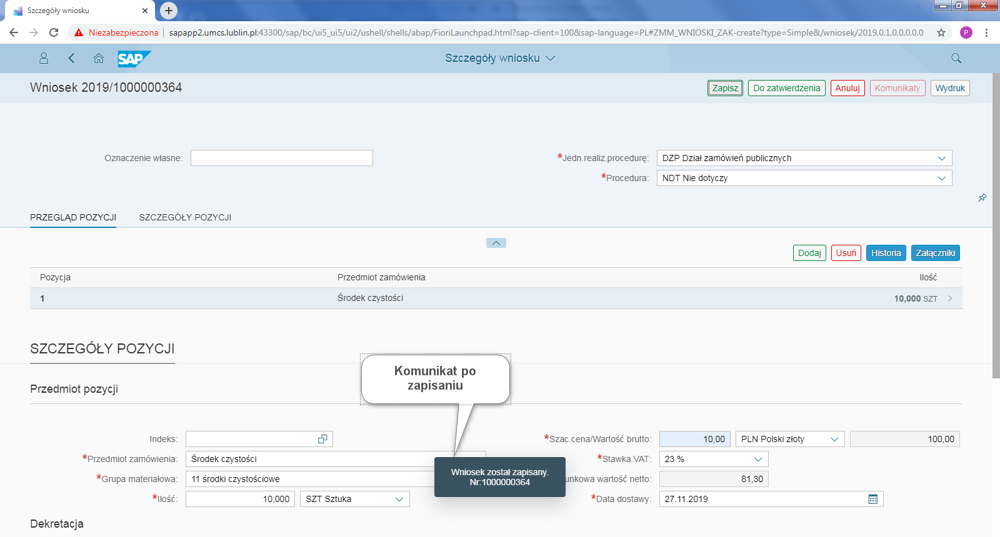 Szczegóły wniosku
Niezabezpieczona
sapapp2.umcs.lublin.pl:43300/sap/bc/ui5_ui5/ui2/ushell/shells/abap/FioriLaunchpad.html?sap-client=100&sap-language=PL#ZMM_WNIOSKI_ZAK-create?type=Simple&/wniosek/2019,0,1,0,0,0,0,0
P
SAP
Szczegóły wniosku
Wniosek 2019/1000000364
Zapisz
Do zatwierdzenia
Anuluj
Komunikaty
Wydruk
Oznaczenie własne:
*Jedn.realiz.procedurę:
DZP Dział zamówień publicznych
*Procedura:
NDT Nie dotyczy
PRZEGLĄD POZYCJI
SZCZEGÓŁY POZYCJI
Dodaj
Usuń
Historia
Załączniki
Pozycja
Przedmiot zamówienia
Ilość
1
Środek czystości
10,000 SZT
SZCZEGÓŁY POZYCJI
Komunikat po
zapisaniu
Przedmiot pozycji
Indeks:
*Szac.cena/Wartość brutto:
10,00
PLN Polski złoty
100,00
*Przedmiot zamówienia:
Środek czystości
*Stawka.VAT:
23 %
Wniosek został zapisany.
Nr:1000000364
*Grupa materiałowa:
11 środki czystościowe
unkowa wartość netto:
81,30
*Ilość:
10,000
SZT Sztuka
*Data dostawy:
27.11.2019
Dekretacja